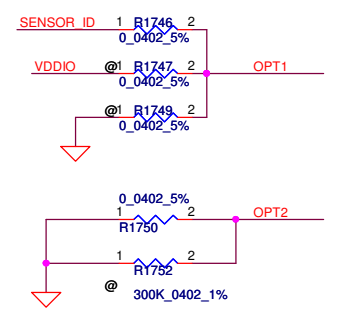 SENSOR_ID 1 R1746 2
0_0402_5%
VDDIO @1 R1747 2 OPT1
0_0402_5%
@1 R1749 2
0_0402_5%
0_0402_5%
1 2 OPT2
R1750
1 2
R1752
@ 300K_0402_1%